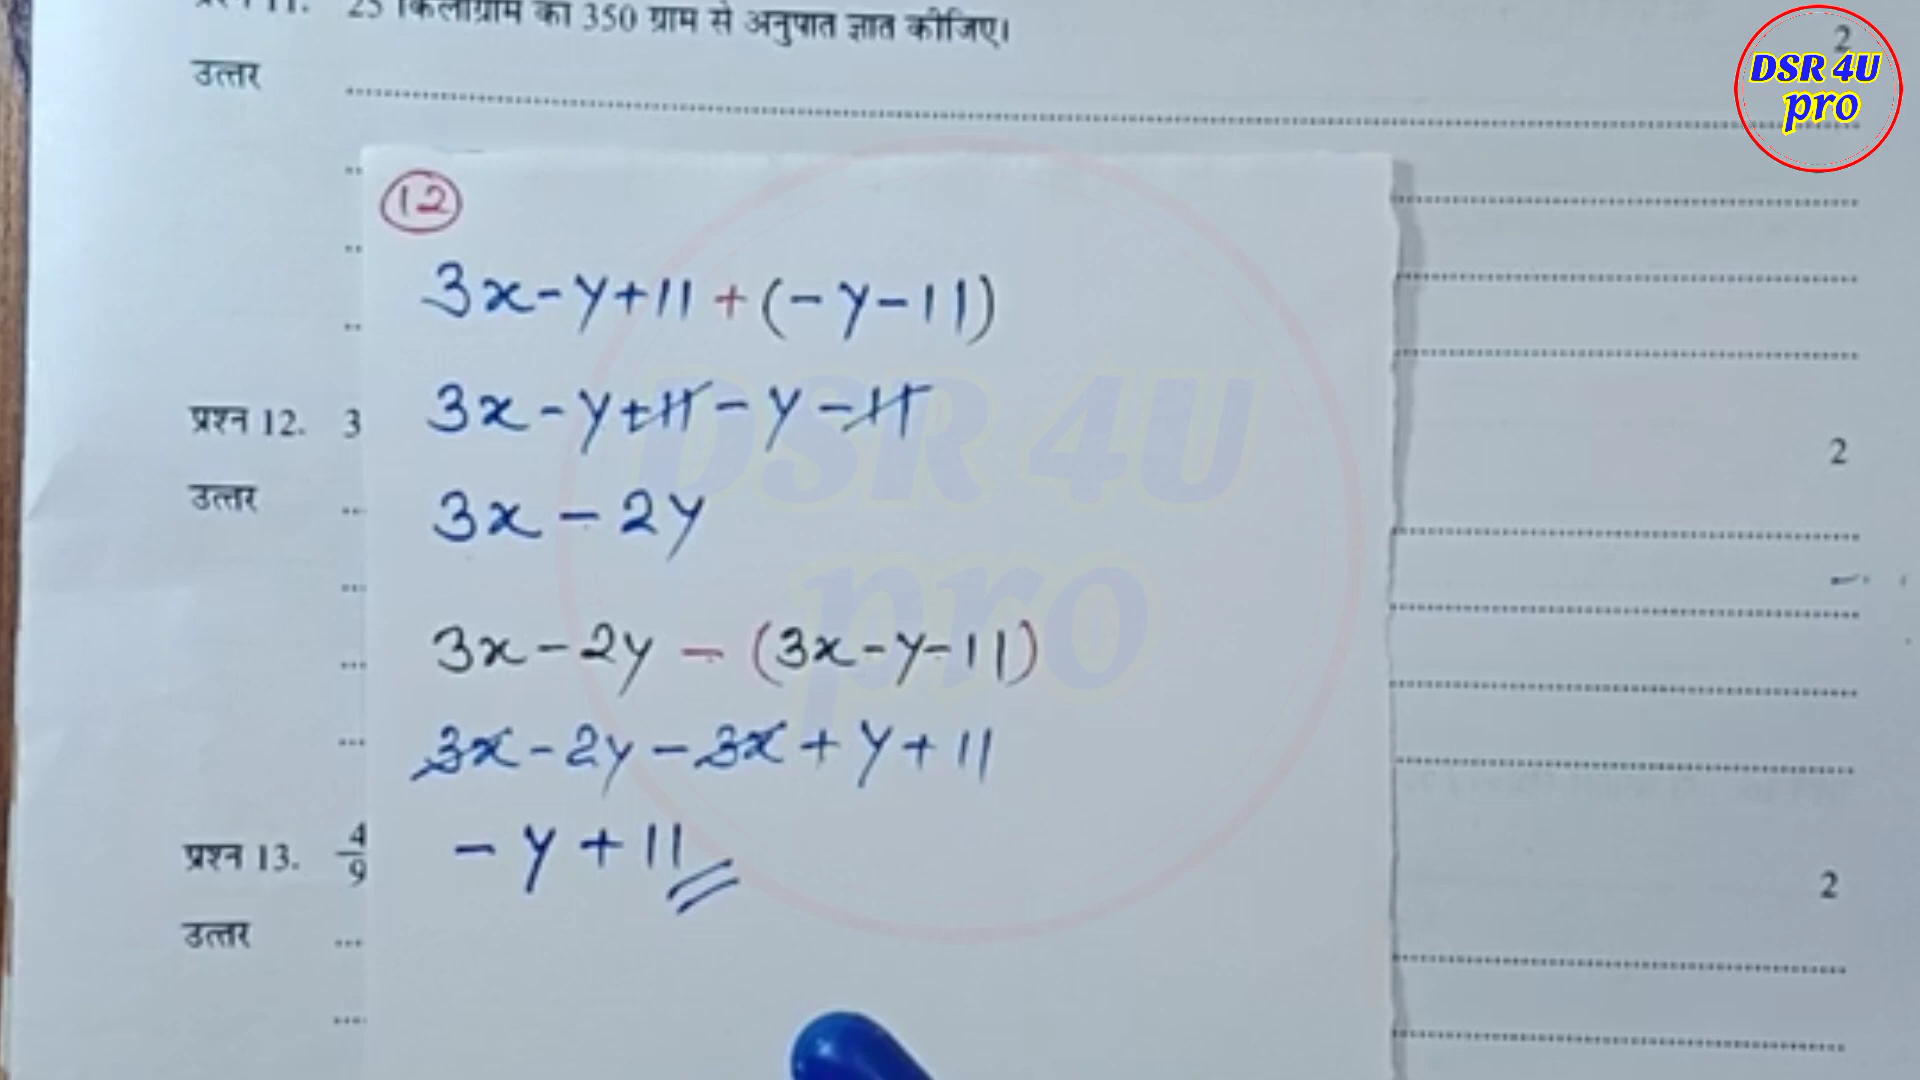 25 किलोग्राम का 350 ग्राम से अनुपात ज्ञात कीजिए।
2
DSR 4U
pro
उत्तर
12
3x-y+11+(-y-11)
3x-y+11-y-11
प्रश्न 12. 3
2
उत्तर
3x-2y
3x-2y-(3x-y-11)
3x-2y-3x+y+11
प्रश्न 13. 4/9
-y+11
2
उत्तर
DSR 4U
pro